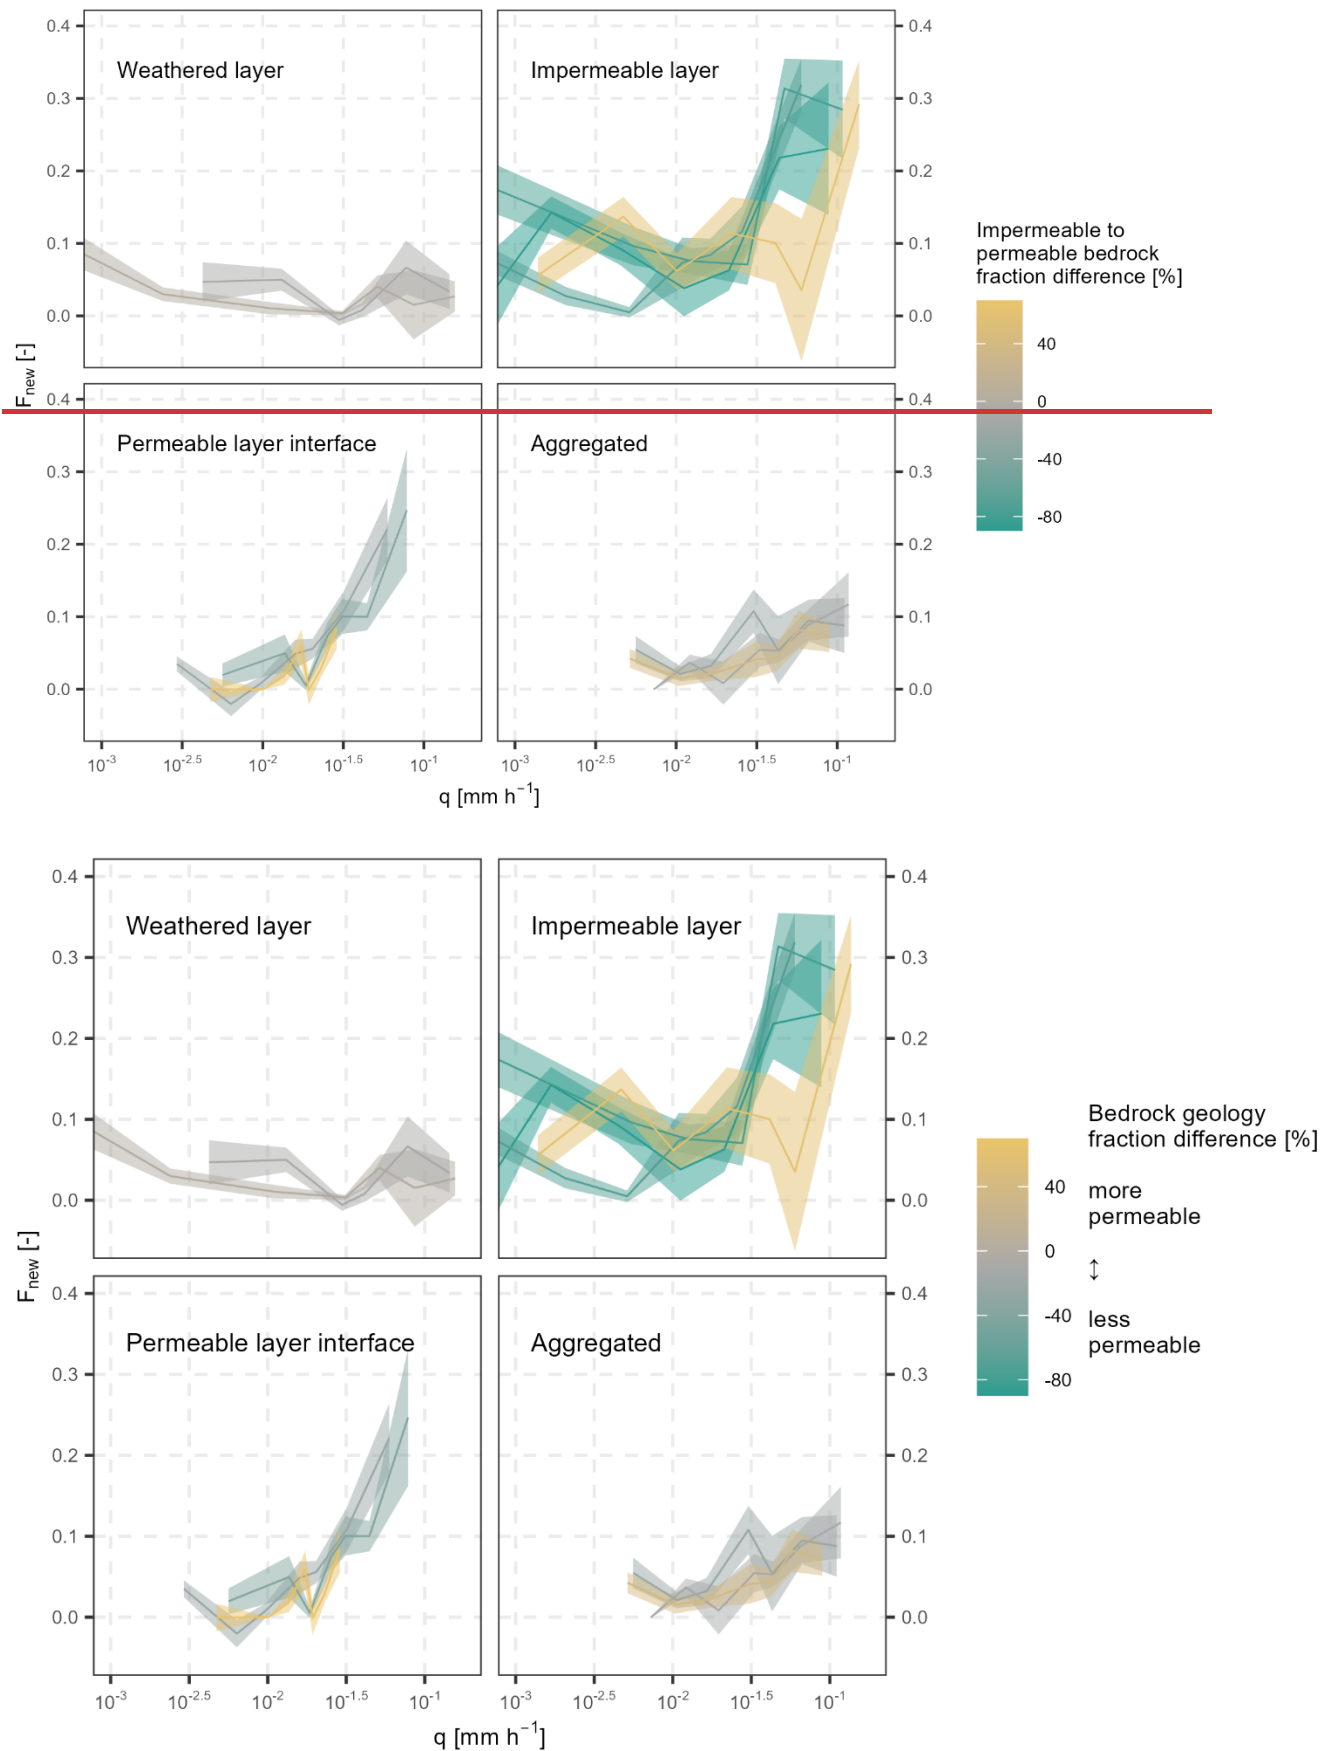 0.4
0.3
0.2
0.1
0.0
Weathered layer
Impermeable layer
0.4
0.3
0.2
0.1
0.0
Impermeable to
permeable bedrock
fraction difference [%]
40
0
-40
-80
Fnew [-]
0.4
0.3
0.2
0.1
0.0
Permeable layer interface
Aggregated
0.4
0.3
0.2
0.1
0.0
10-3 10-2.5 10-2 10-1.5 10-1
10-3 10-2.5 10-2 10-1.5 10-1
q [mm h−1]
0.4
0.3
0.2
0.1
0.0
Weathered layer
Impermeable layer
0.4
0.3
0.2
0.1
0.0
Bedrock geology
fraction difference [%]
40
0
-40
-80
more
permeable
↕
less
permeable
Fnew [-]
0.4
0.3
0.2
0.1
0.0
Permeable layer interface
Aggregated
0.4
0.3
0.2
0.1
0.0
10-3 10-2.5 10-2 10-1.5 10-1
10-3 10-2.5 10-2 10-1.5 10-1
q [mm h−1]